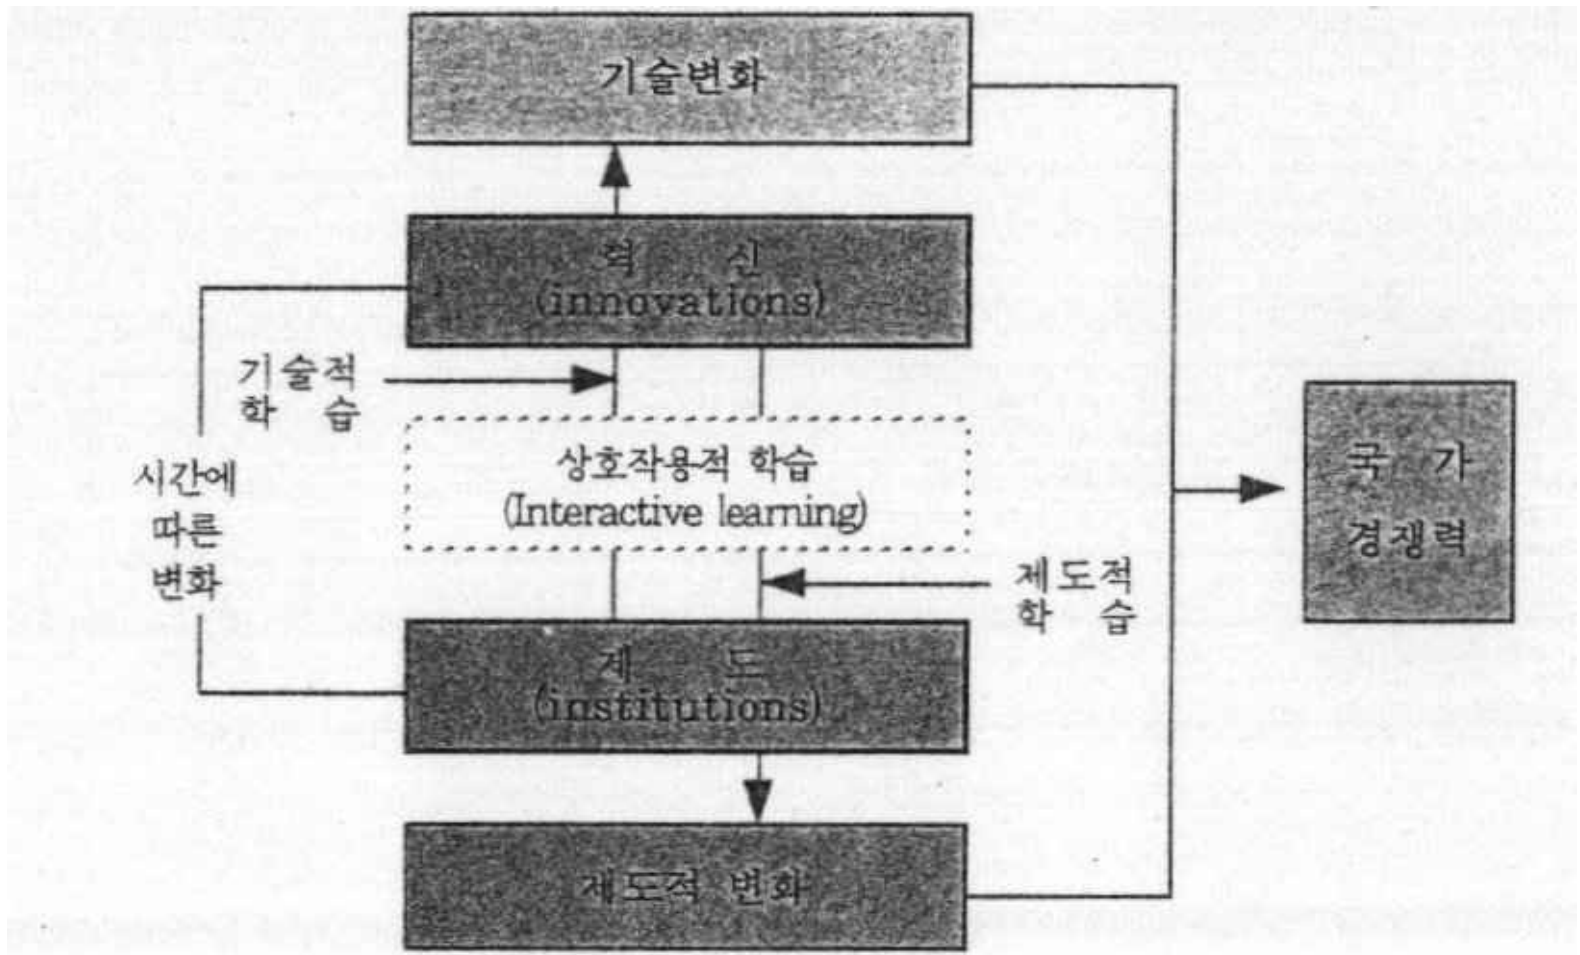 기술변화
혁 신
(innovations)
기술적
학 습
상호작용적 학습
(Interactive learning)
시간에
따른
변화
국 가
경쟁력
제도적
학 습
제 도
(institutions)
제도적 변화